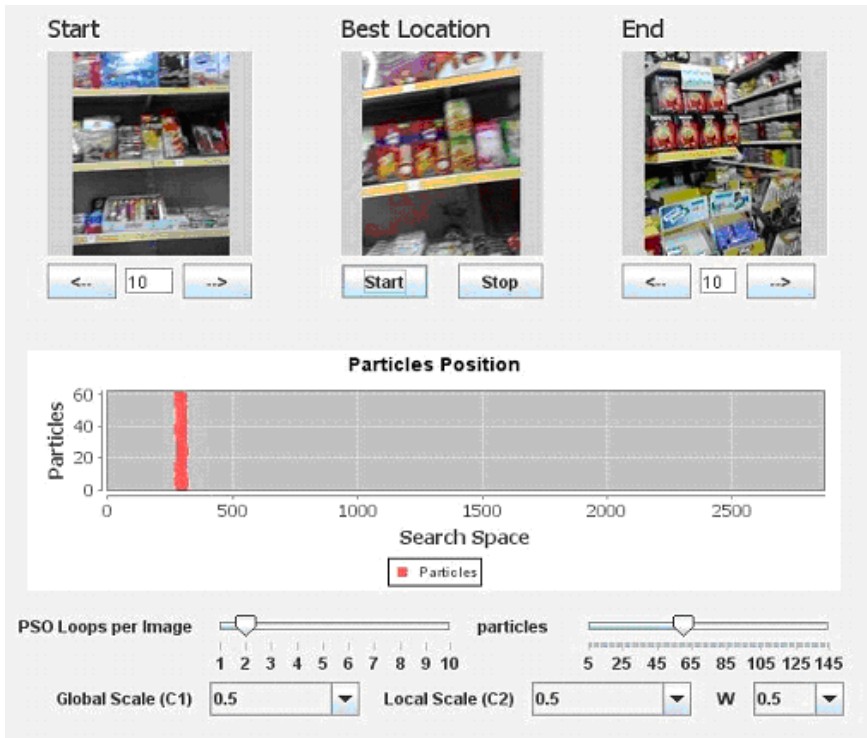 Start Best Location End
<-- 10 --> Start Stop <-- 10 -->
Particles Position
Particles
60
40
20
0
0 500 1000 1500 2000 2500
Search Space
Particles
PSO Loops per Image particles
1 2 3 4 5 6 7 8 9 10 5 25 45 65 85 105 125 145
Global Scale (C1) 0.5 Local Scale (C2) 0.5 W 0.5